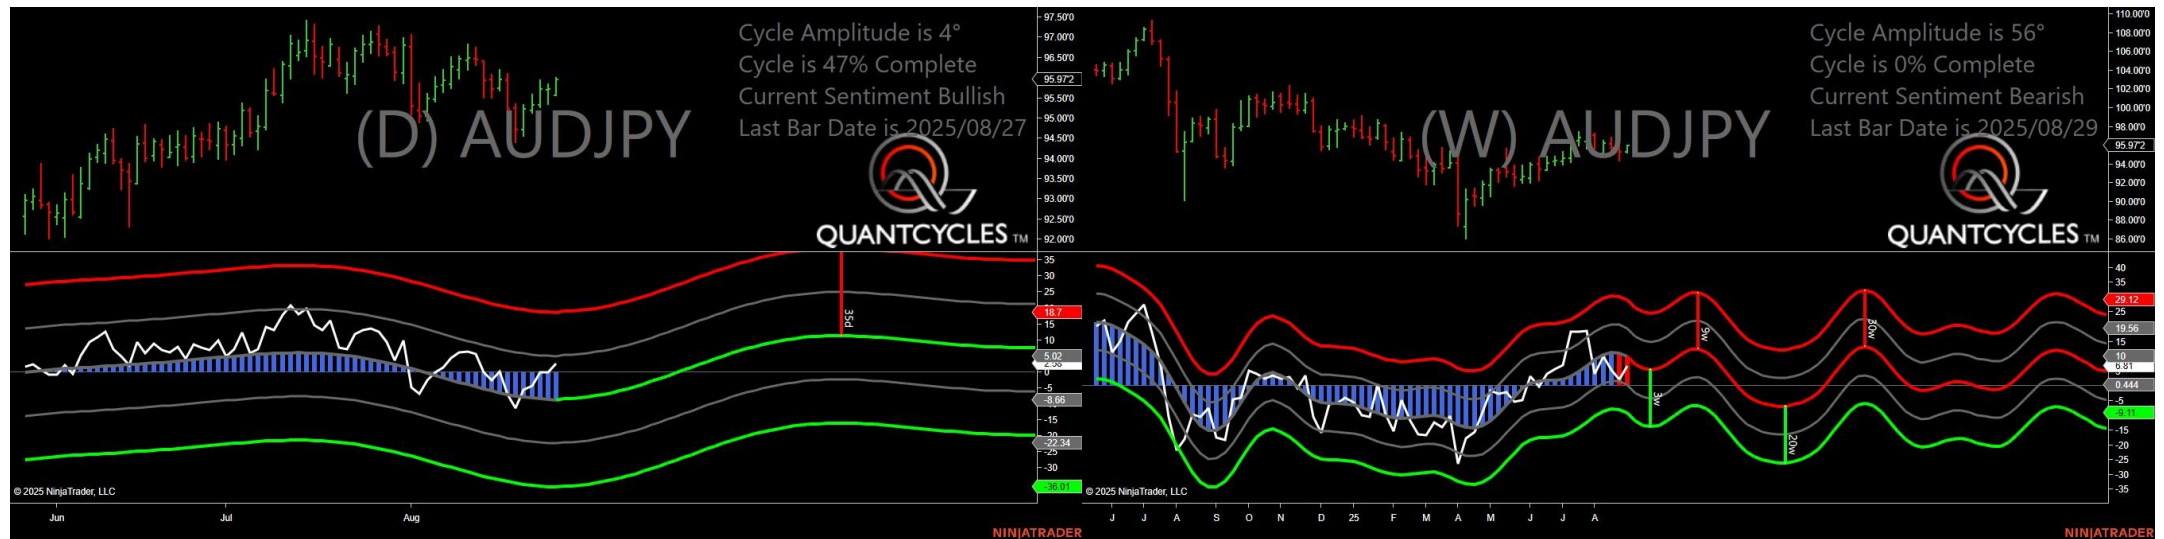 Cycle Amplitude is 4°
Cycle is 47% Complete
Current Sentiment Bullish
Last Bar Date is 2025/08/27
(D) AUDJPY
QUANTCYCLES TM
97.50'0
97.00'0
96.50'0
95.97'2
95.50'0
95.00'0
94.50'0
94.00'0
93.50'0
93.00'0
92.50'0
92.00'0
35
30
25
18.7
15
10
5.02
0
-5
-8.66
-15
-22.34
-25
-30
-36.01
35d
© 2025 NinjaTrader, LLC
Jun Jul Aug
NINJATRADER
Cycle Amplitude is 56°
Cycle is 0% Complete
Current Sentiment Bearish
Last Bar Date is 2025/08/29
(W) AUDJPY
QUANTCYCLES TM
110.00'0
108.00'0
106.00'0
104.00'0
102.00'0
100.00'0
98.00'0
95.97'2
94.00'0
92.00'0
90.00'0
88.00'0
86.00'0
40
35
29.12
25
19.56
15
10
6.81
0.444
-5
-9.11
-15
-20
-25
-30
-35
3w
9w
20w
30w
© 2025 NinjaTrader, LLC
J J A S O N D 25 F M A M J J A
NINJATRADER